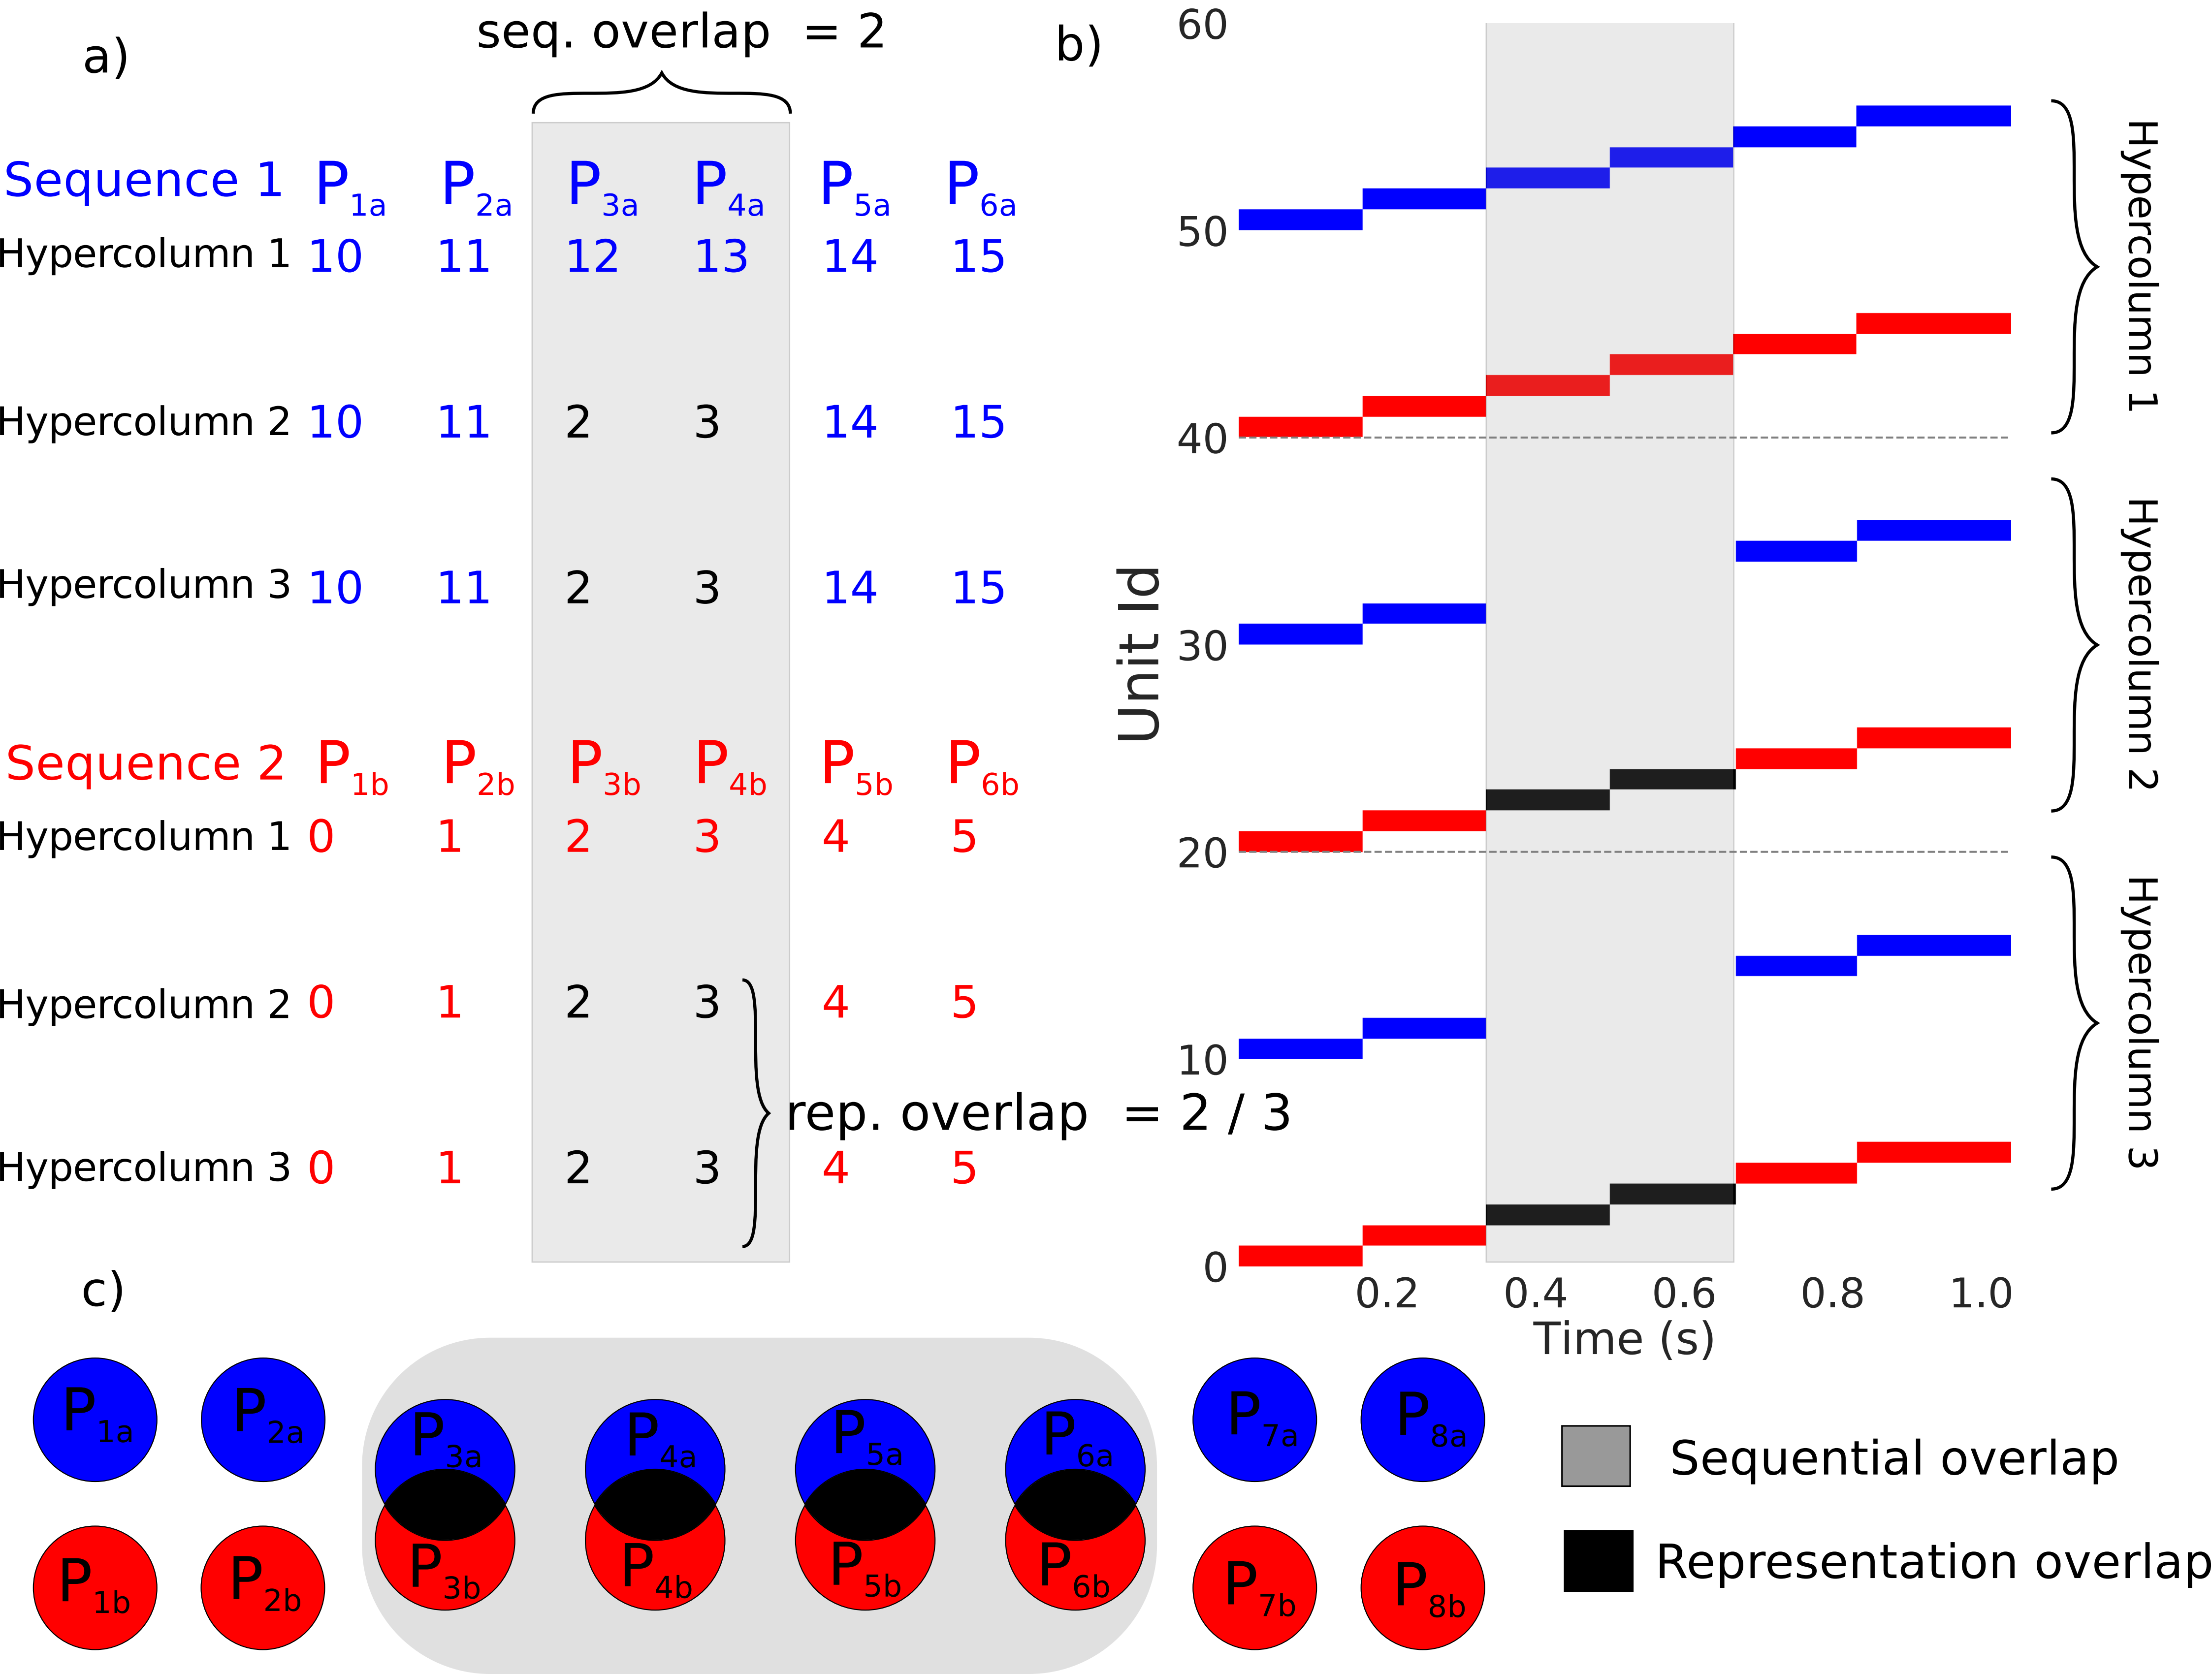 a)
seq. overlap = 2
Sequence 1 P1a P2a P3a P4a P5a P6a
Hypercolumn 1 10 11 12 13 14 15
Hypercolumn 2 10 11 2 3 14 15
Hypercolumn 3 10 11 2 3 14 15
Sequence 2 P1b P2b P3b P4b P5b P6b
Hypercolumn 1 0 1 2 3 4 5
Hypercolumn 2 0 1 2 3 4 5
rep. overlap = 2 / 3
Hypercolumn 3 0 1 2 3 4 5
b)
60
50
40
30
20
10
0
Unit Id
0.2 0.4 0.6 0.8 1.0
Time (s)
Hypercolumn 1
Hypercolumn 2
Hypercolumn 3
c)
P1a P2a P3a P4a P5a P6a P7a P8a
P1b P2b P3b P4b P5b P6b P7b P8b
Sequential overlap
Representation overlap